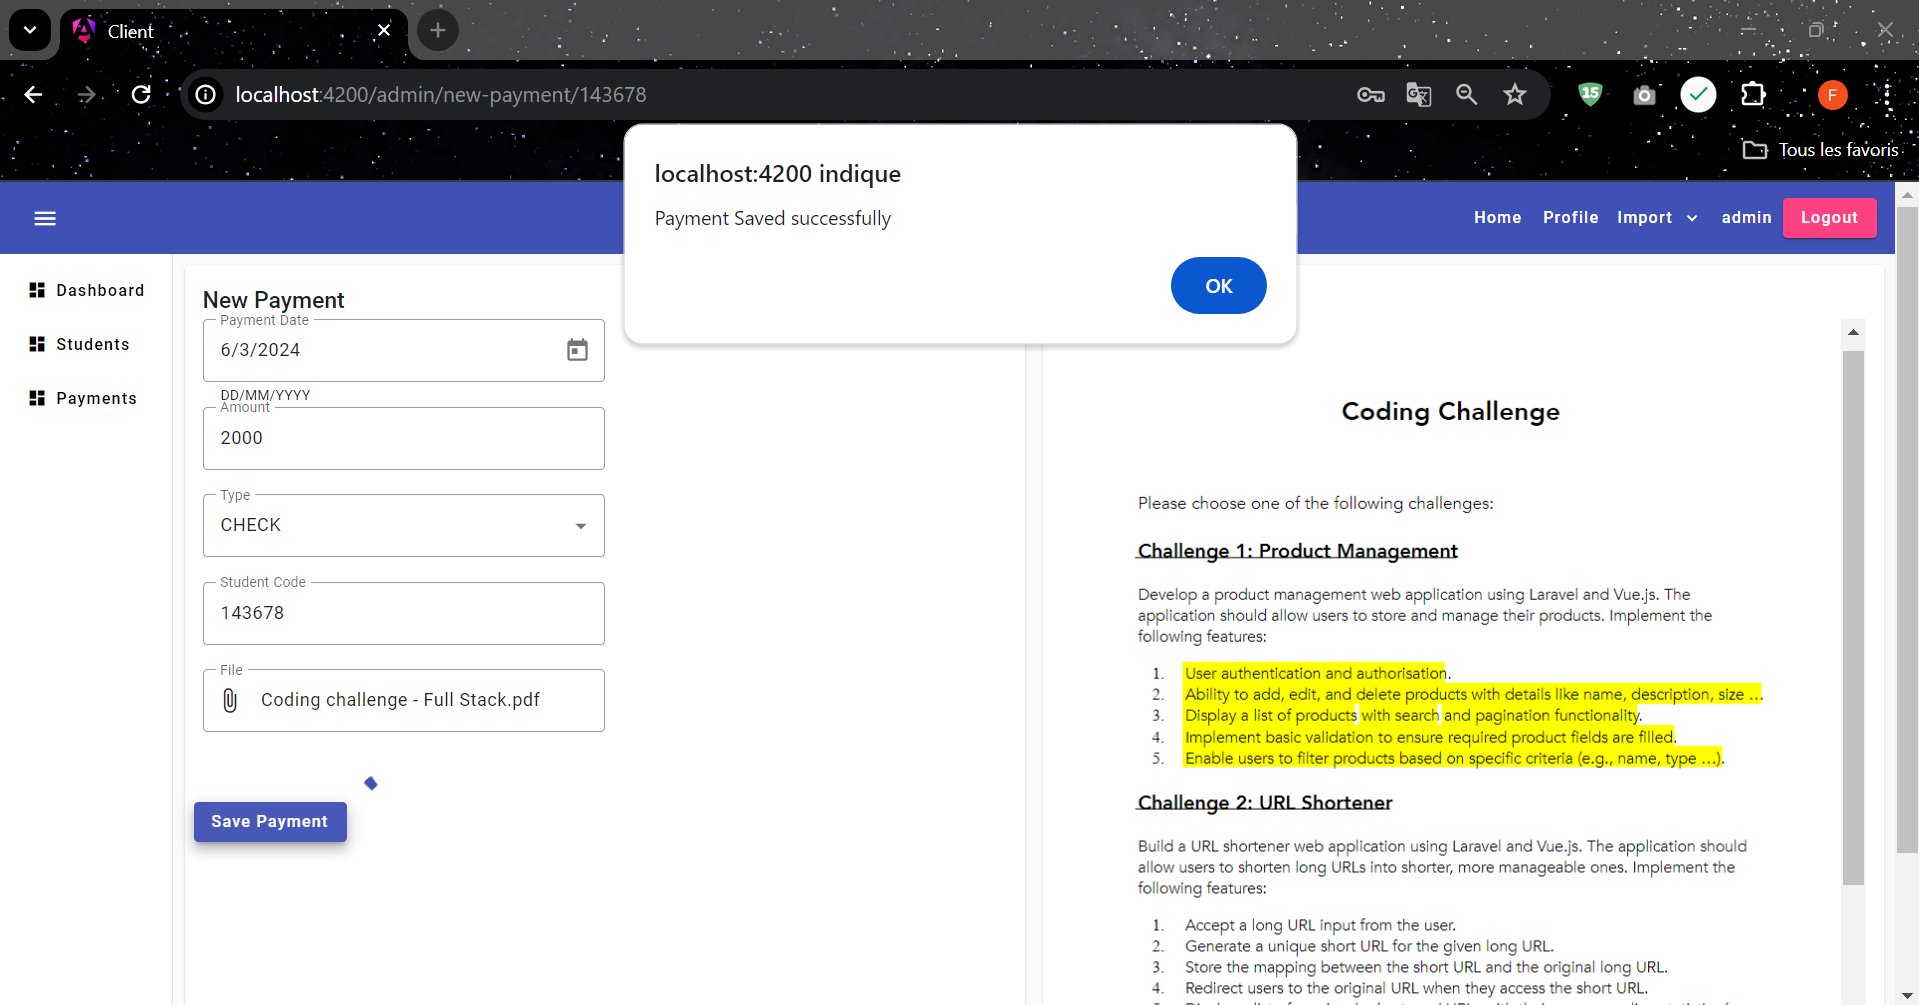 Client
localhost:4200/admin/new-payment/143678
15
F
Tous les favoris
localhost:4200 indique
Payment Saved successfully
OK
Home Profile Import admin Logout
Dashboard
Students
Payments
New Payment
Payment Date
6/3/2024
DD/MM/YYYY
Amount
2000
Type
CHECK
Student Code
143678
File
Coding challenge - Full Stack.pdf
Save Payment
Coding Challenge
Please choose one of the following challenges:
Challenge 1: Product Management
Develop a product management web application using Laravel and Vue.js. The
application should allow users to store and manage their products. Implement the
following features:
1. User authentication and authorisation.
2. Ability to add, edit, and delete products with details like name, description, size ...
3. Display a list of products with search and pagination functionality.
4. Implement basic validation to ensure required product fields are filled.
5. Enable users to filter products based on specific criteria (e.g., name, type ...).
Challenge 2: URL Shortener
Build a URL shortener web application using Laravel and Vue.js. The application should
allow users to shorten long URLs into shorter, more manageable ones. Implement the
following features:
1. Accept a long URL input from the user.
2. Generate a unique short URL for the given long URL.
3. Store the mapping between the short URL and the original long URL.
4. Redirect users to the original URL when they access the short URL.